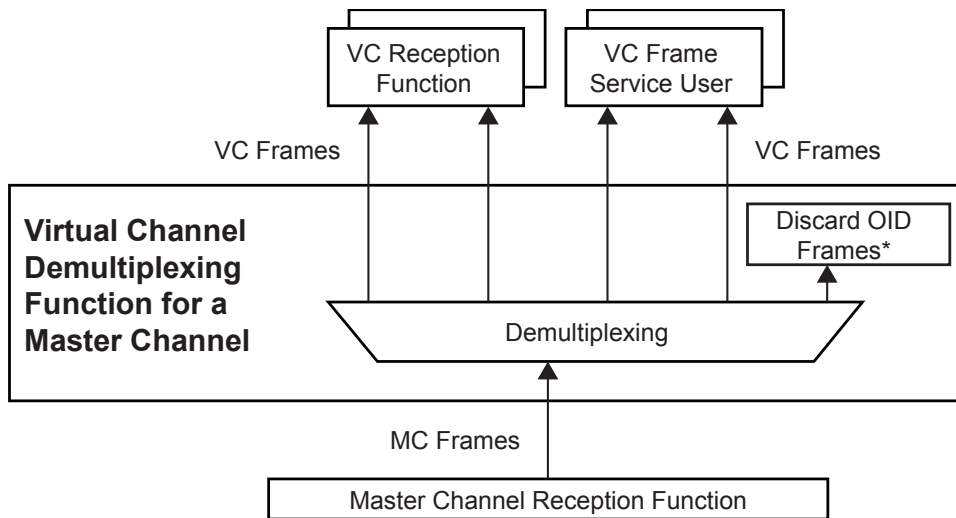 VC Reception
Function
VC Frame
Service User
VC Frames
VC Frames
Virtual Channel
Demultiplexing
Function for a
Master Channel
Discard OID
Frames*
Demultiplexing
MC Frames
Master Channel Reception Function